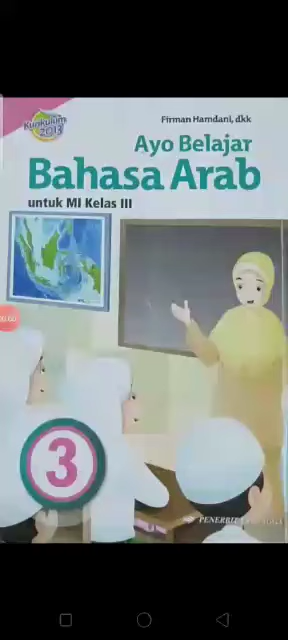 Kurikulum
2013
Firman Hamdani, dkk
Ayo Belajar
Bahasa Arab
untuk MI Kelas III
3
PENERBIT